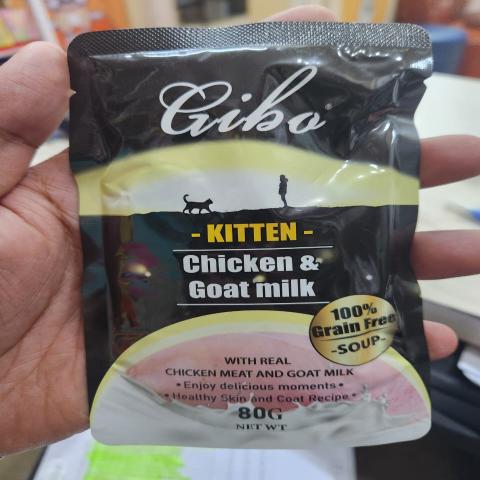 Gibo
- KITTEN -
Chicken &
Goat milk
100%
Grain Free
-SOUP-
WITH REAL
CHICKEN MEAT AND GOAT MILK
• Enjoy delicious moments •
• Healthy Skin and Coat Recipe •
80G
NET WT